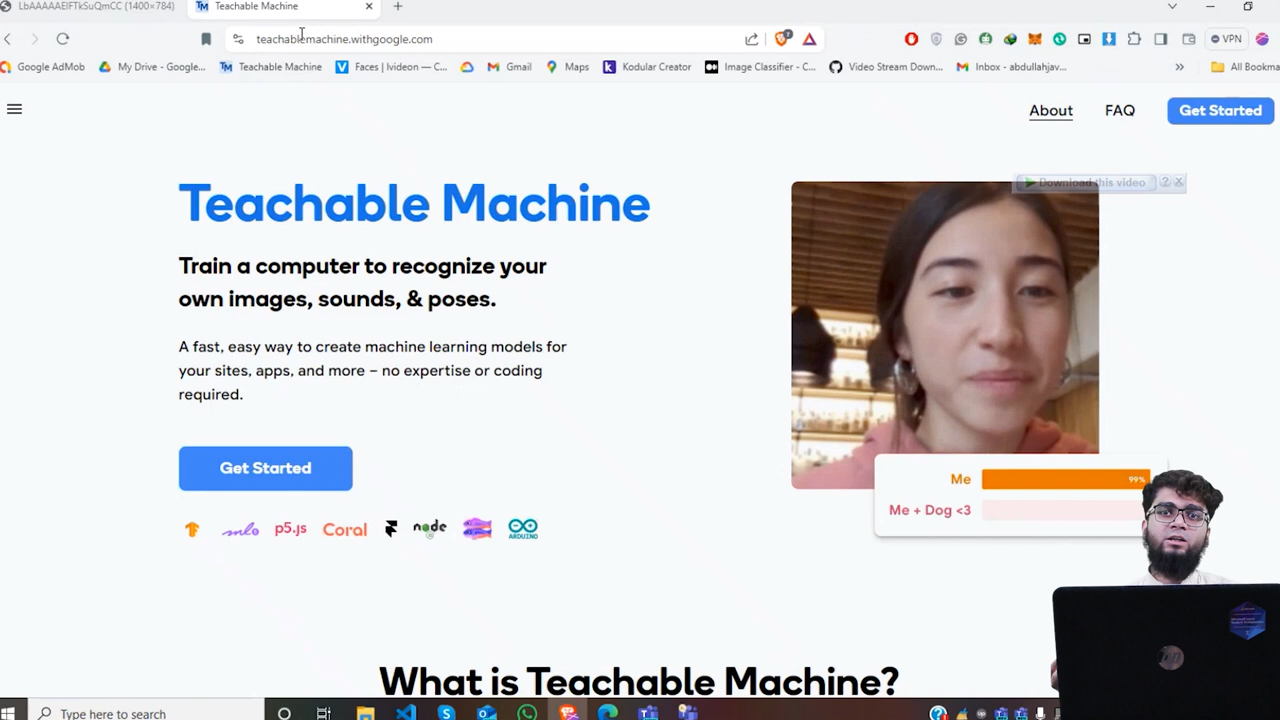 LbAAAAAElFTkSuQmCC (1400×784)
Teachable Machine
teachablemachine.withgoogle.com
VPN
Google AdMob
My Drive - Google...
Teachable Machine
Faces | Ivideon — C...
Gmail
Maps
Kodular Creator
Image Classifier - C...
Video Stream Down...
Inbox - abdullahjav...
»
All Bookma
About
FAQ
Get Started
Teachable Machine
Download this video
Train a computer to recognize your
own images, sounds, & poses.
A fast, easy way to create machine learning models for
your sites, apps, and more – no expertise or coding
required.
Get Started
Me
99%
Me + Dog <3
p5.js
Coral
node
ARDUINO
What is Teachable Machine?
Type here to search